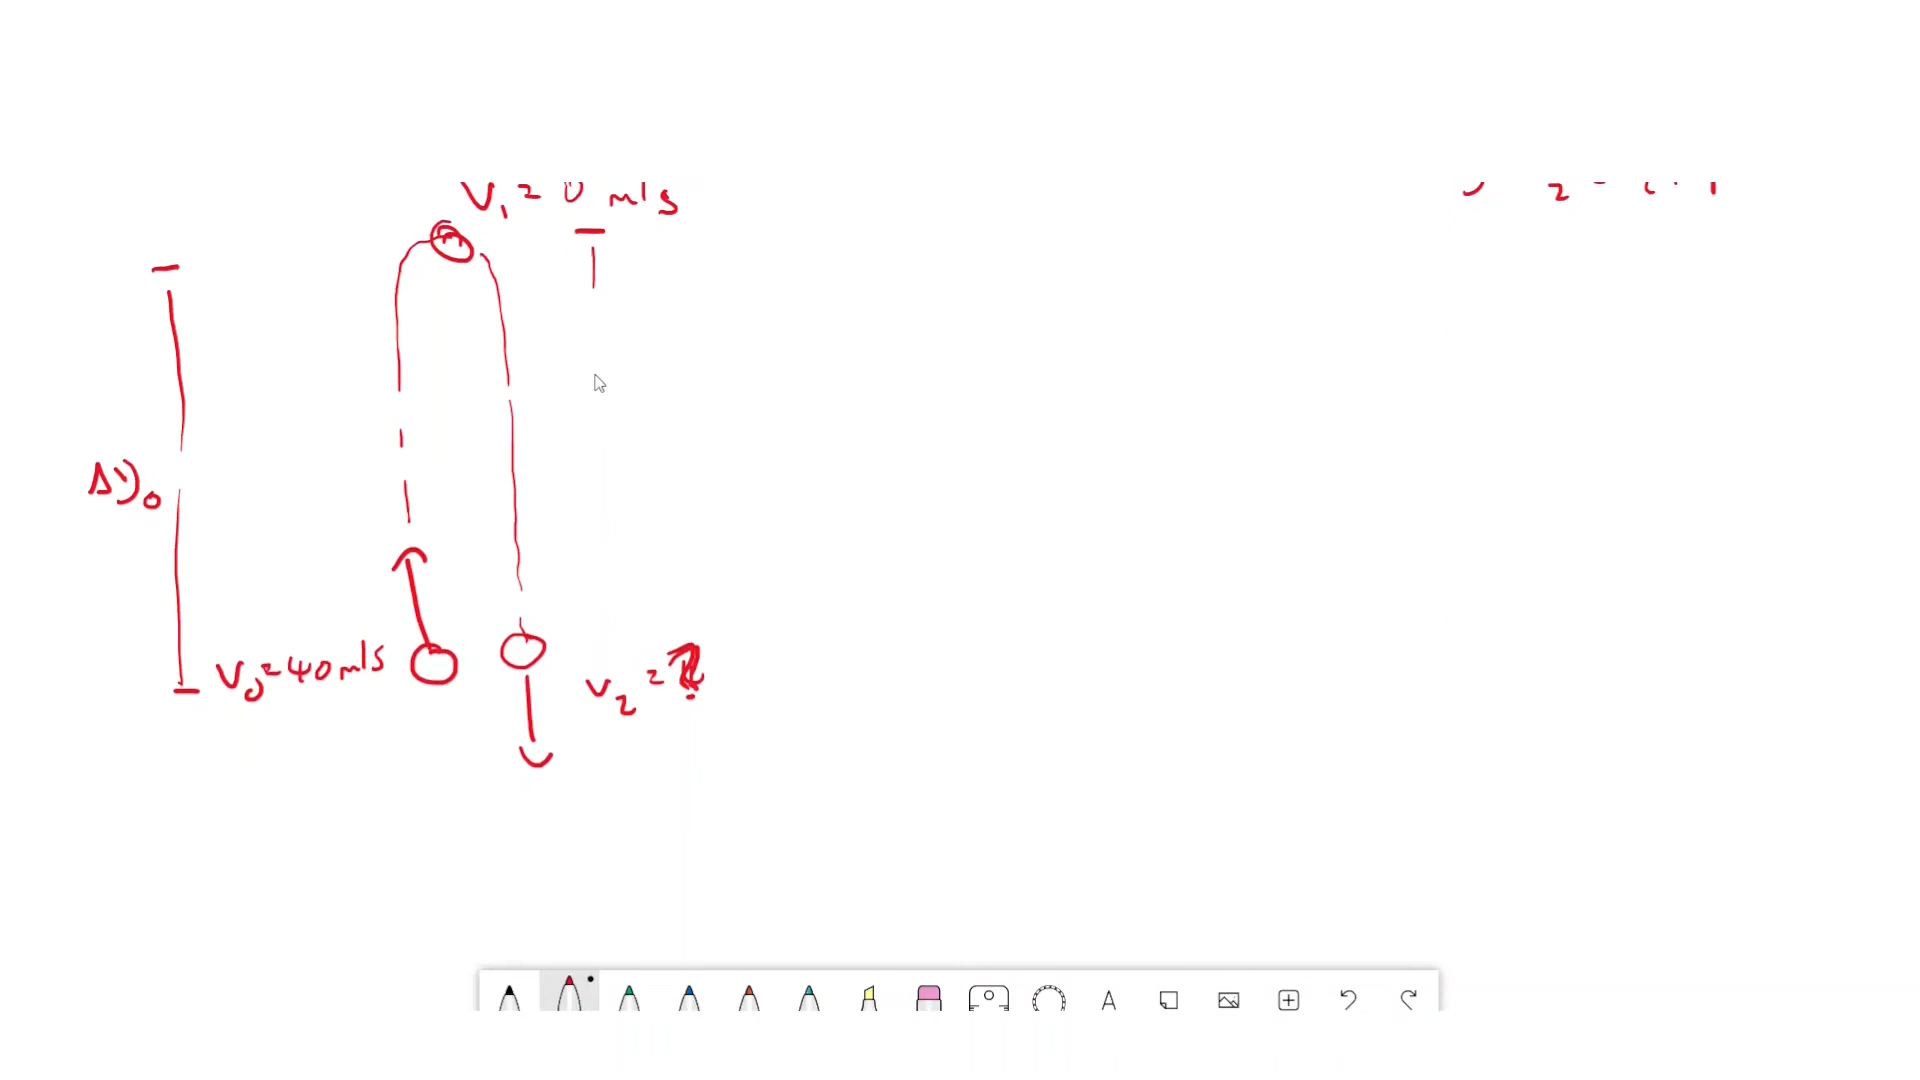 V₁ = 0 m/s
Δy₀
V₀ = 40 m/s
V₂ = ?
A